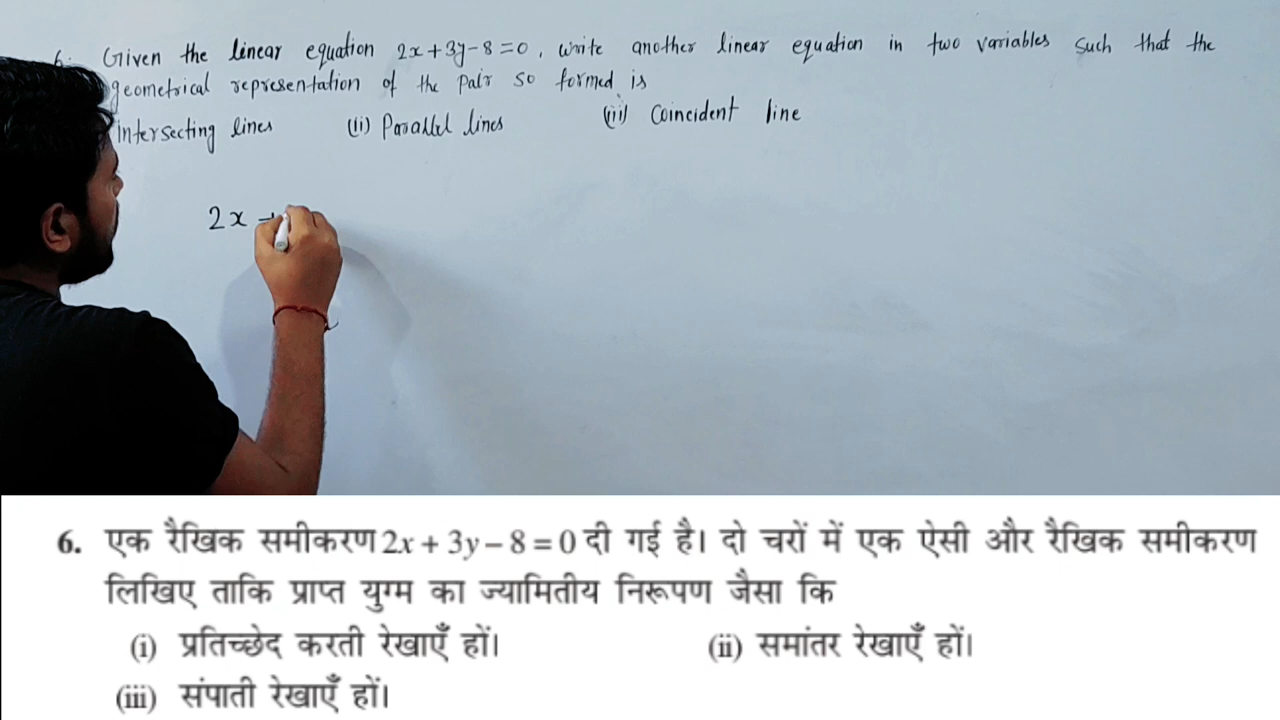 6. Given the linear equation 2x+3y-8=0, write another linear equation in two variables such that the
geometrical representation of the pair so formed is
intersecting lines (ii) Parallel lines (iii) Coincident line
2x +
6. एक रैखिक समीकरण 2x + 3y – 8 = 0 दी गई है। दो चरों में एक ऐसी और रैखिक समीकरण
लिखिए ताकि प्राप्त युग्म का ज्यामितीय निरूपण जैसा कि
(i) प्रतिच्छेद करती रेखाएँ हों। (ii) समांतर रेखाएँ हों।
(iii) संपाती रेखाएँ हों।